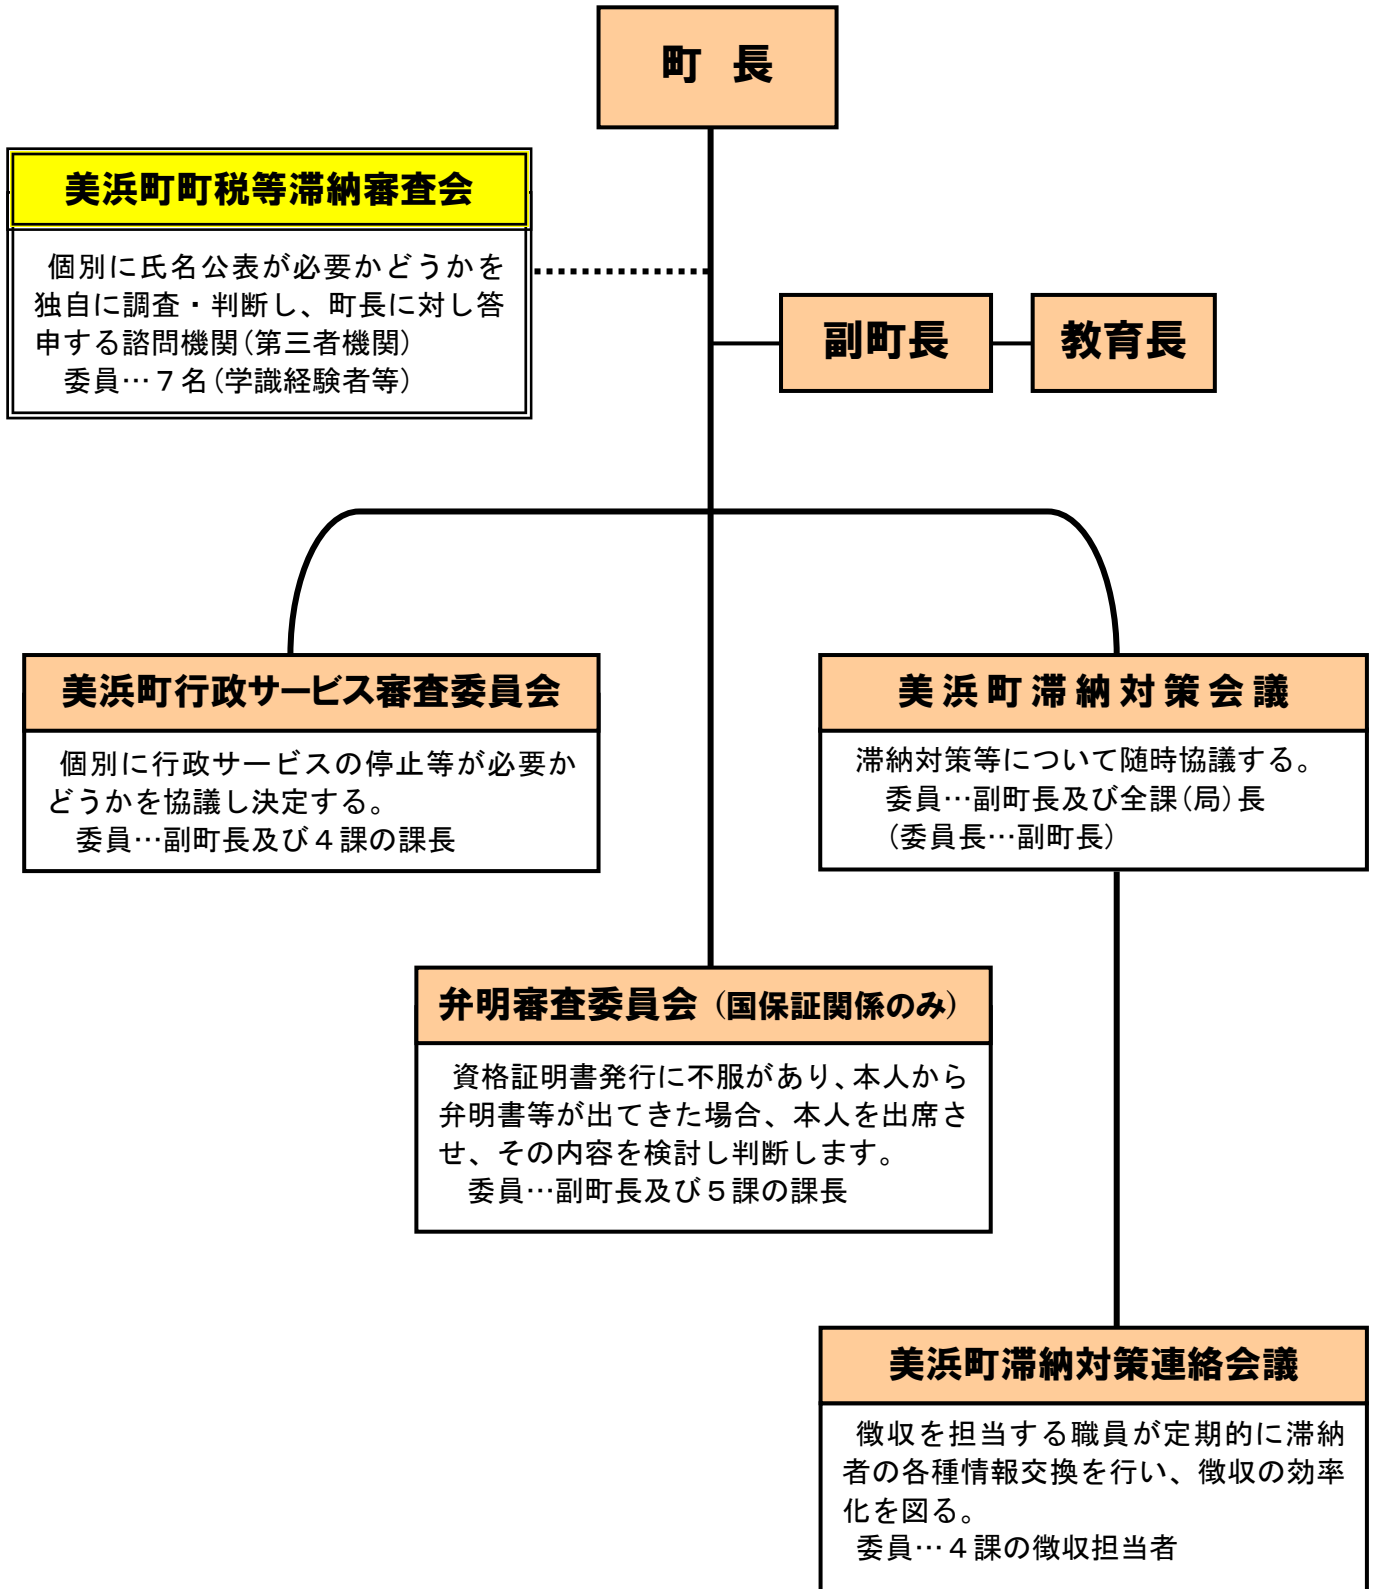 町 長
美浜町町税等滞納審査会
個別に氏名公表が必要かどうかを
独自に調査・判断し、町長に対し答
申する諮問機関(第三者機関)
委員…７名(学識経験者等)
副町長
教育長
美浜町行政サービス審査委員会
個別に行政サービスの停止等が必要か
どうかを協議し決定する。
委員…副町長及び４課の課長
美浜町滞納対策会議
滞納対策等について随時協議する。
委員…副町長及び全課(局)長
(委員長…副町長)
弁明審査委員会（国保証関係のみ）
資格証明書発行に不服があり、本人から
弁明書等が出てきた場合、本人を出席さ
せ、その内容を検討し判断します。
委員…副町長及び５課の課長
美浜町滞納対策連絡会議
徴収を担当する職員が定期的に滞納
者の各種情報交換を行い、徴収の効率
化を図る。
委員…４課の徴収担当者